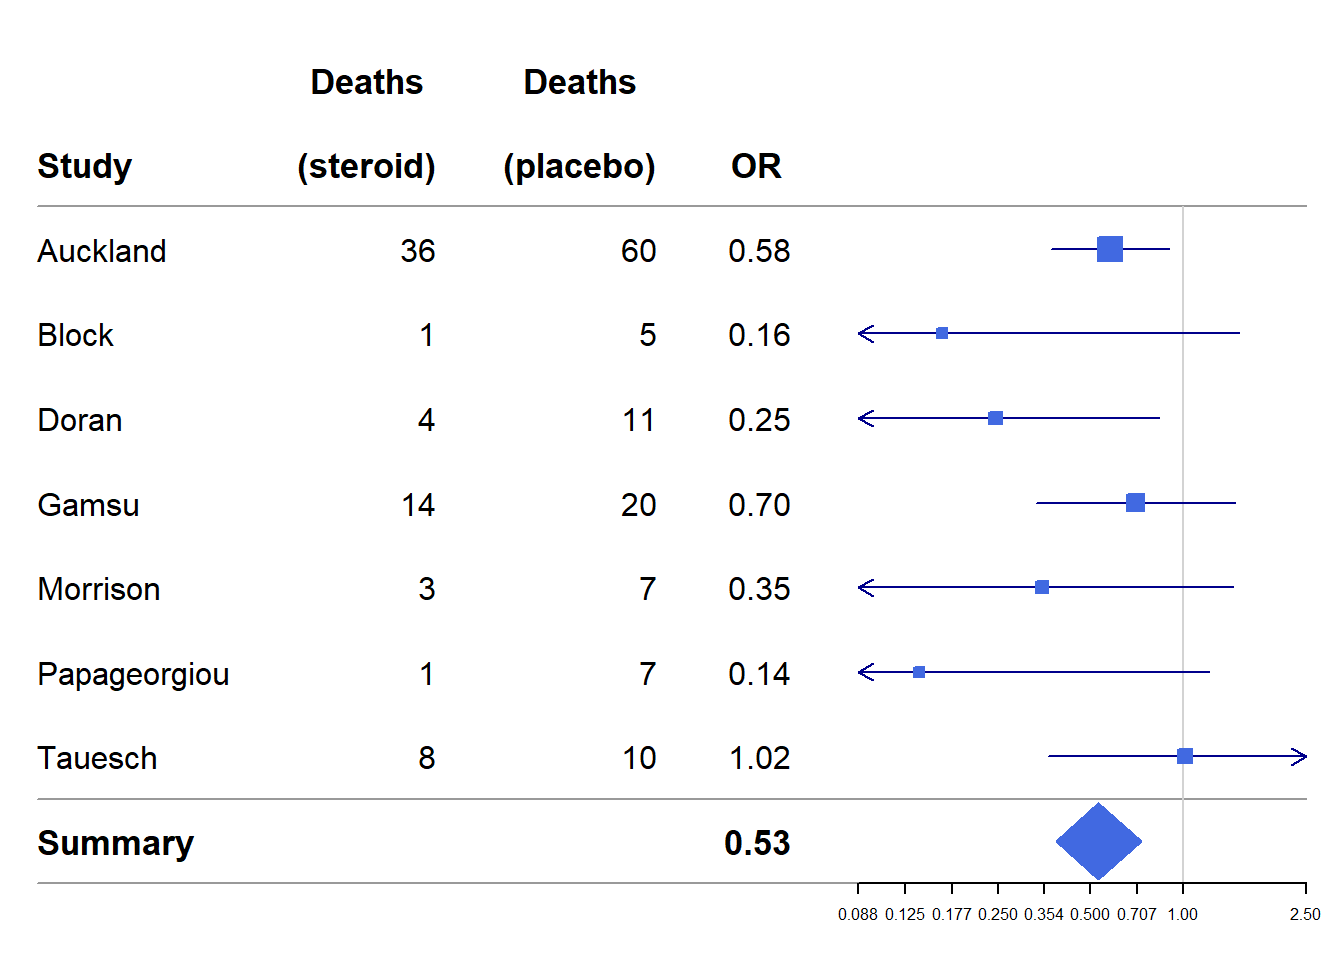 Deaths Deaths
Study (steroid) (placebo) OR
Auckland 36 60 0.58
Block 1 5 0.16
Doran 4 11 0.25
Gamsu 14 20 0.70
Morrison 3 7 0.35
Papageorgiou 1 7 0.14
Tauesch 8 10 1.02
Summary 0.53
0.088 0.125 0.177 0.250 0.354 0.500 0.707 1.00 2.50